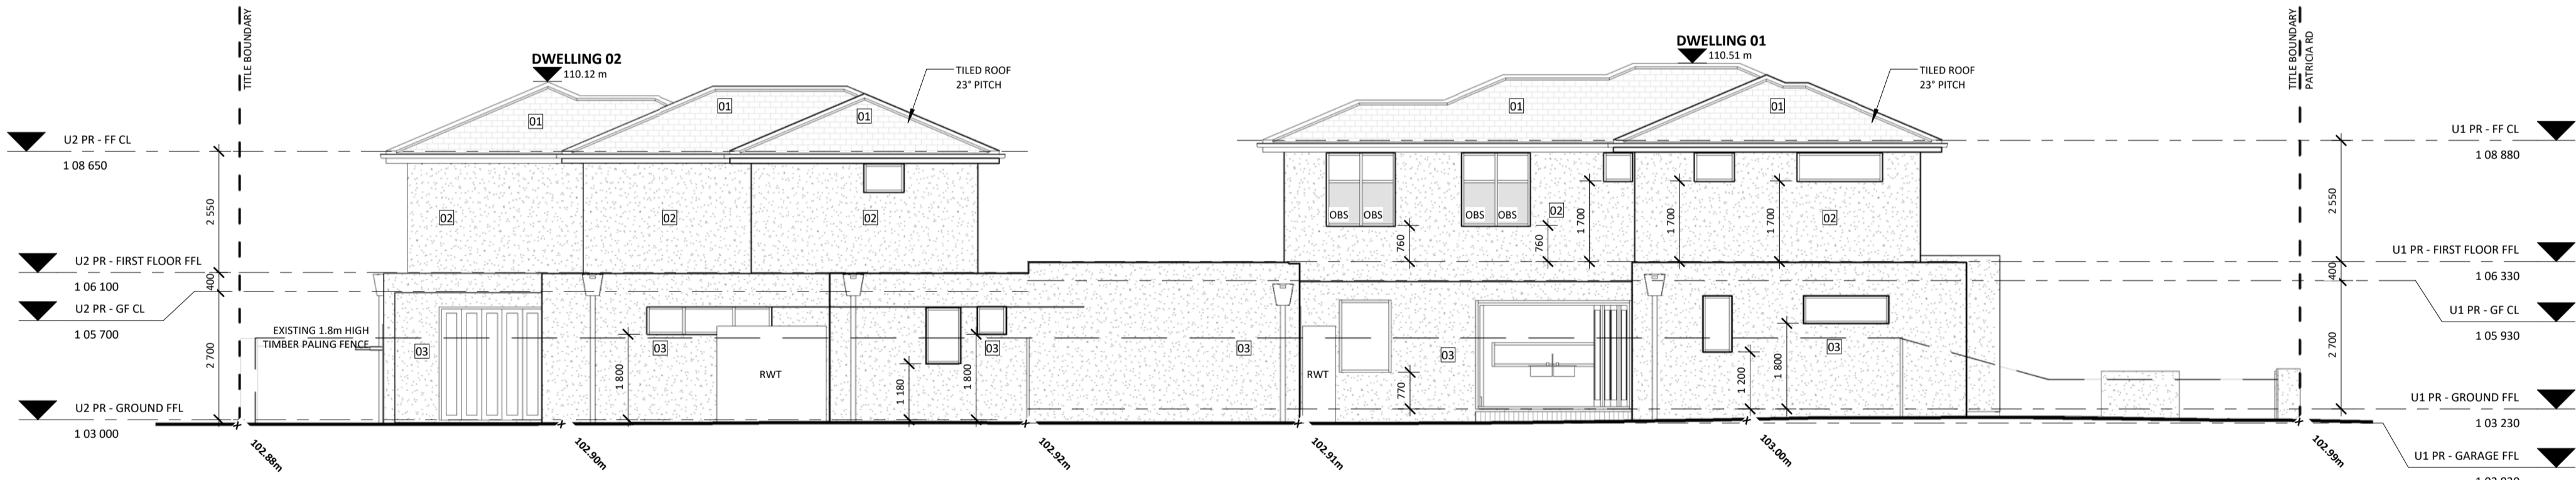 TITLE BOUNDARY
DWELLING 02
110.12 m
TILED ROOF
23° PITCH
DWELLING 01
110.51 m
TILED ROOF
23° PITCH
TITLE BOUNDARY
PATRICIA RD
01
01
01
01
01
U2 PR - FF CL
1 08 650
U1 PR - FF CL
1 08 880
2 550
02
02
02
OBS
OBS
OBS
OBS
02
02
760
760
1 700
1 700
1 700
2 550
U2 PR - FIRST FLOOR FFL
1 06 100
400
U2 PR - GF CL
1 05 700
U1 PR - FIRST FLOOR FFL
1 06 330
400
U1 PR - GF CL
1 05 930
EXISTING 1.8m HIGH
TIMBER PALING FENCE
2 700
03
03
03
03
03
03
1 800
RWT
1 180
1 800
RWT
770
1 200
1 800
2 700
U2 PR - GROUND FFL
1 03 000
U1 PR - GROUND FFL
1 03 230
U1 PR - GARAGE FFL
102.88m
102.90m
102.92m
102.91m
103.00m
102.99m